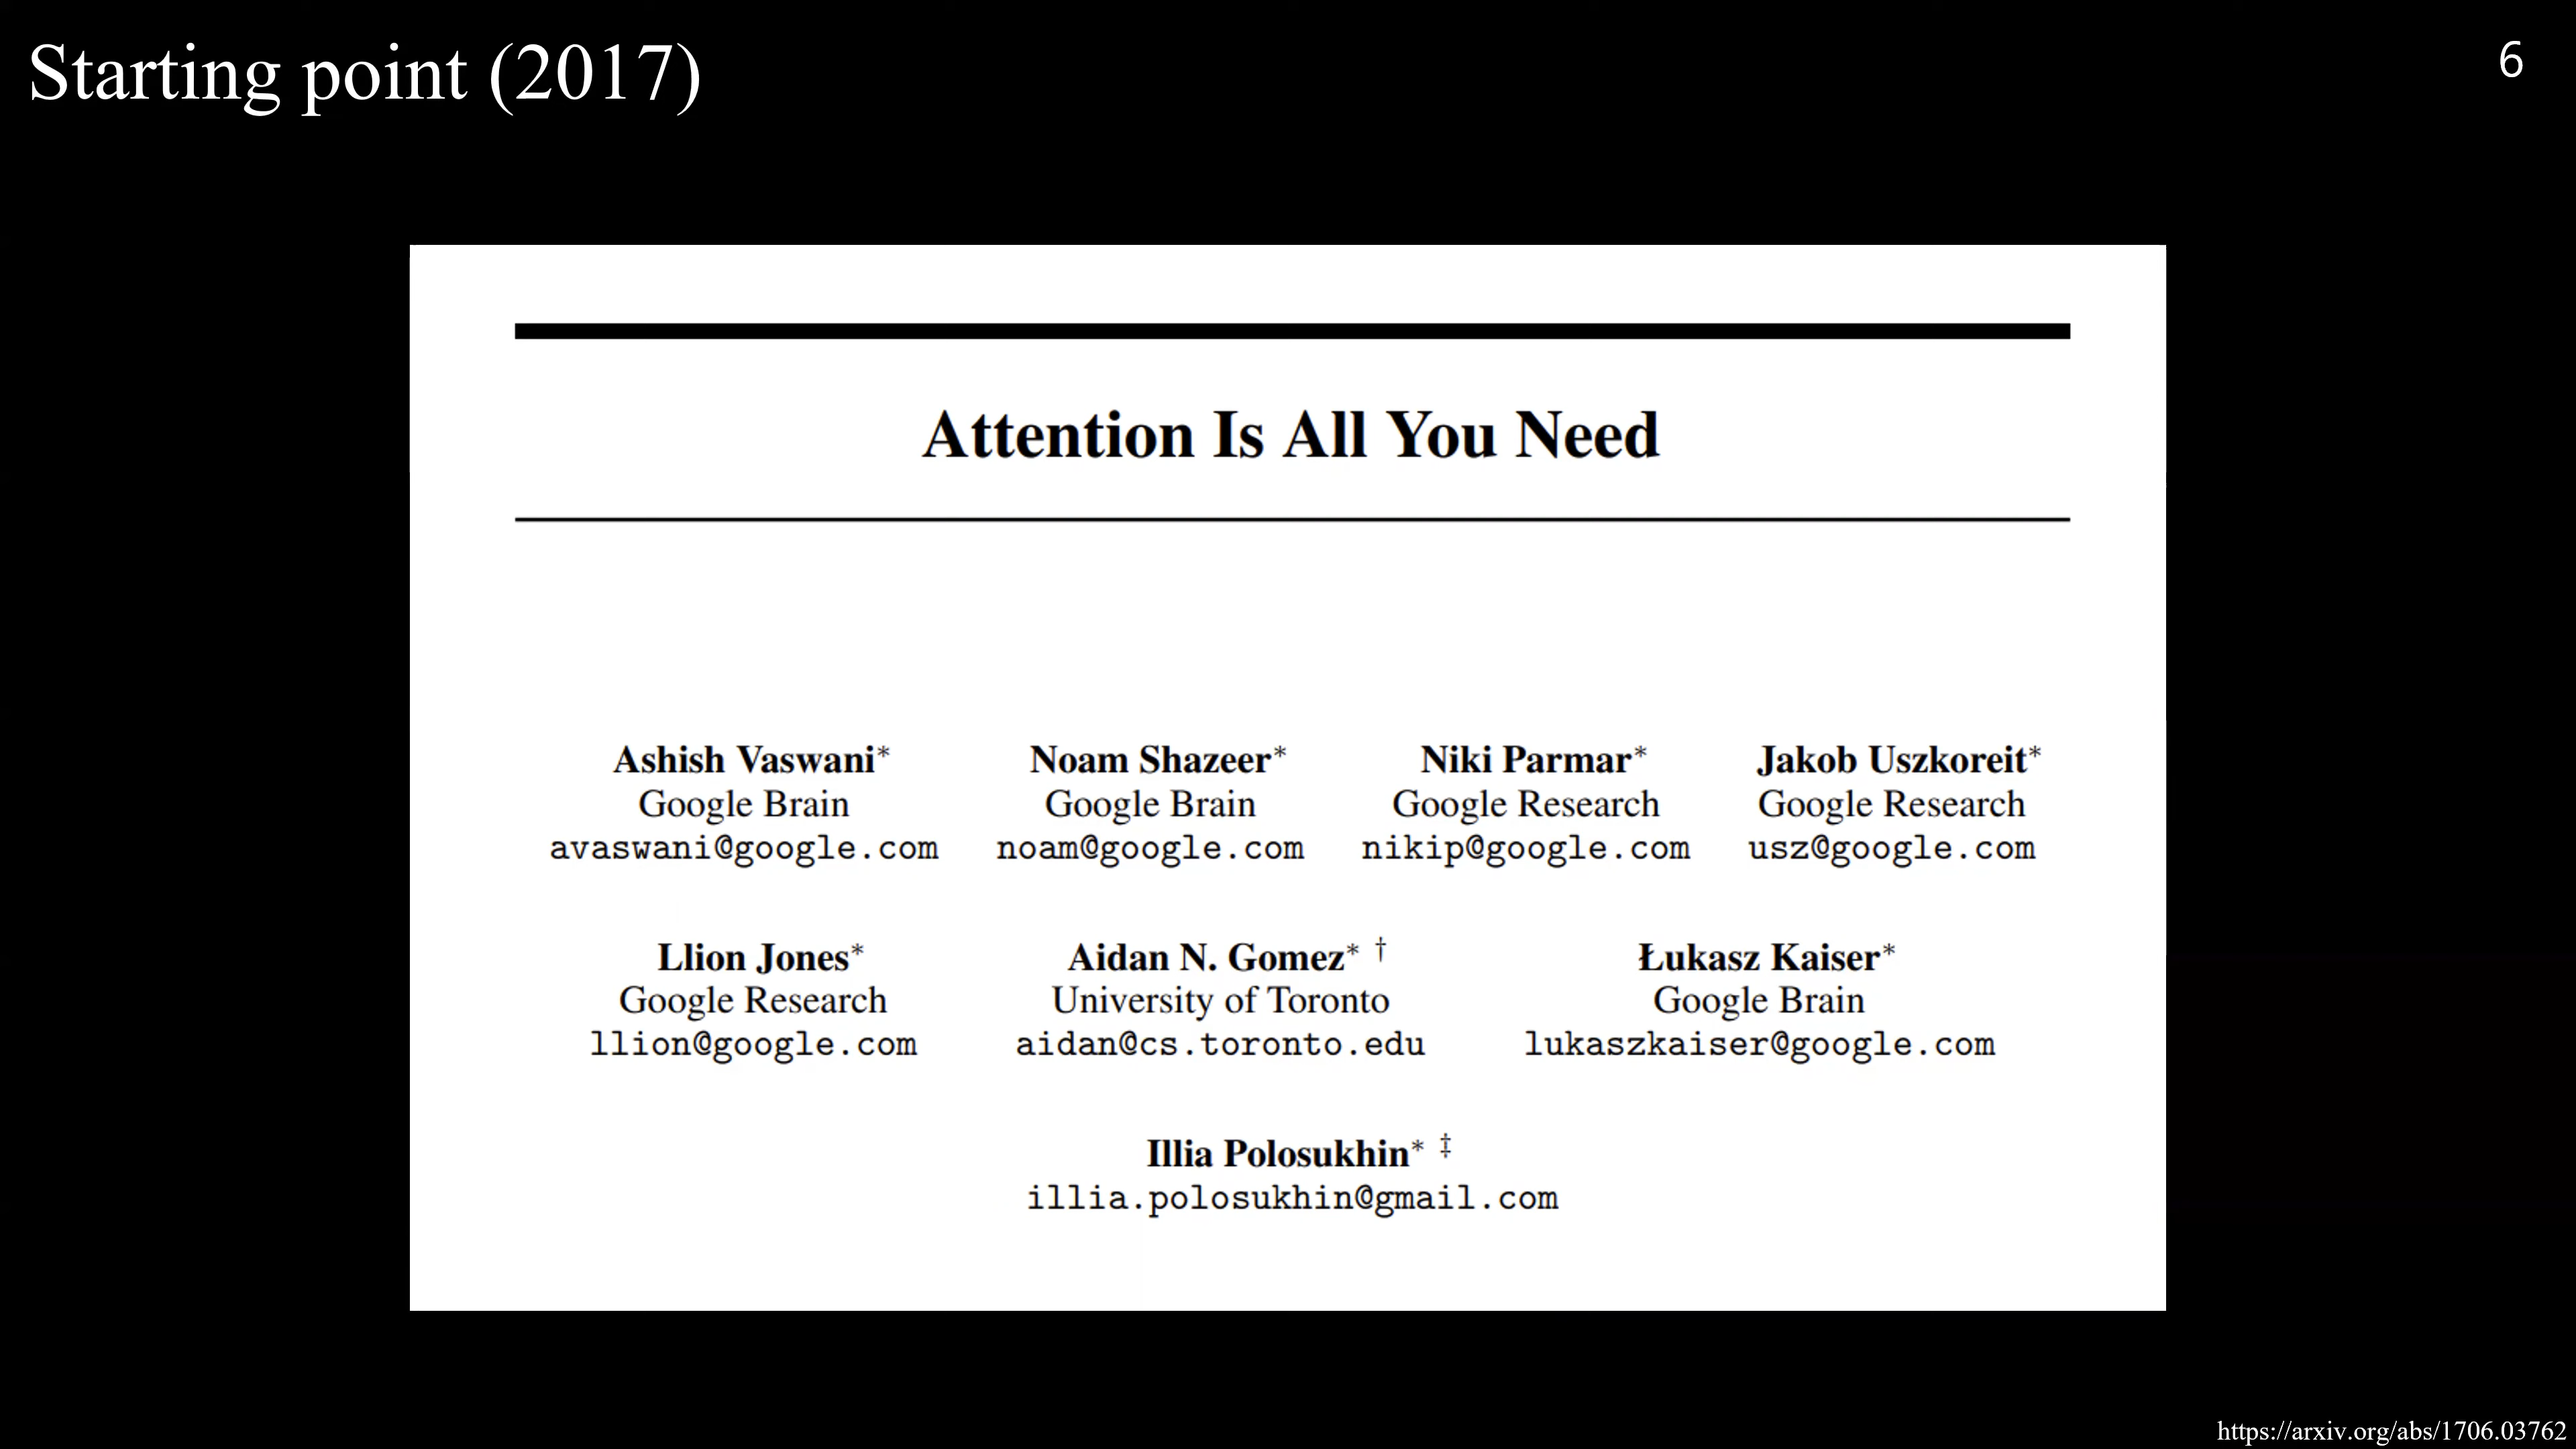 Starting point (2017)
6
Attention Is All You Need
Ashish Vaswani* Noam Shazeer* Niki Parmar* Jakob Uszkoreit*
Google Brain Google Brain Google Research Google Research
avaswani@google.com noam@google.com nikip@google.com usz@google.com
Llion Jones* Aidan N. Gomez* † Łukasz Kaiser*
Google Research University of Toronto Google Brain
llion@google.com aidan@cs.toronto.edu lukaszkaiser@google.com
Illia Polosukhin* ‡
illia.polosukhin@gmail.com
https://arxiv.org/abs/1706.03762